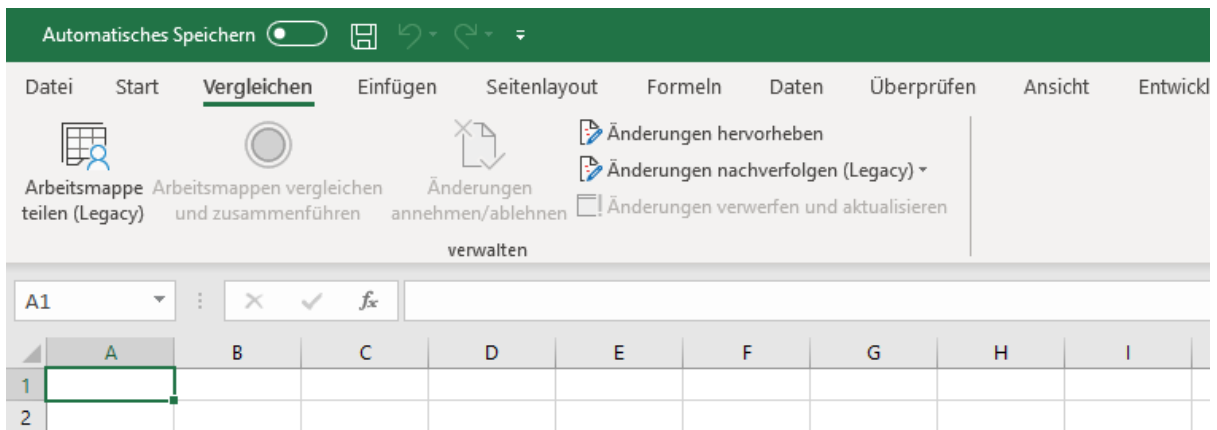 Automatisches Speichern
Datei Start Vergleichen Einfügen Seitenlayout Formeln Daten Überprüfen Ansicht Entwickl
Arbeitsmappe teilen (Legacy)
Arbeitsmappen vergleichen und zusammenführen
Änderungen annehmen/ablehnen
Änderungen hervorheben
Änderungen nachverfolgen (Legacy)
Änderungen verwerfen und aktualisieren
verwalten
A1 fx
A B C D E F G H I
1
2